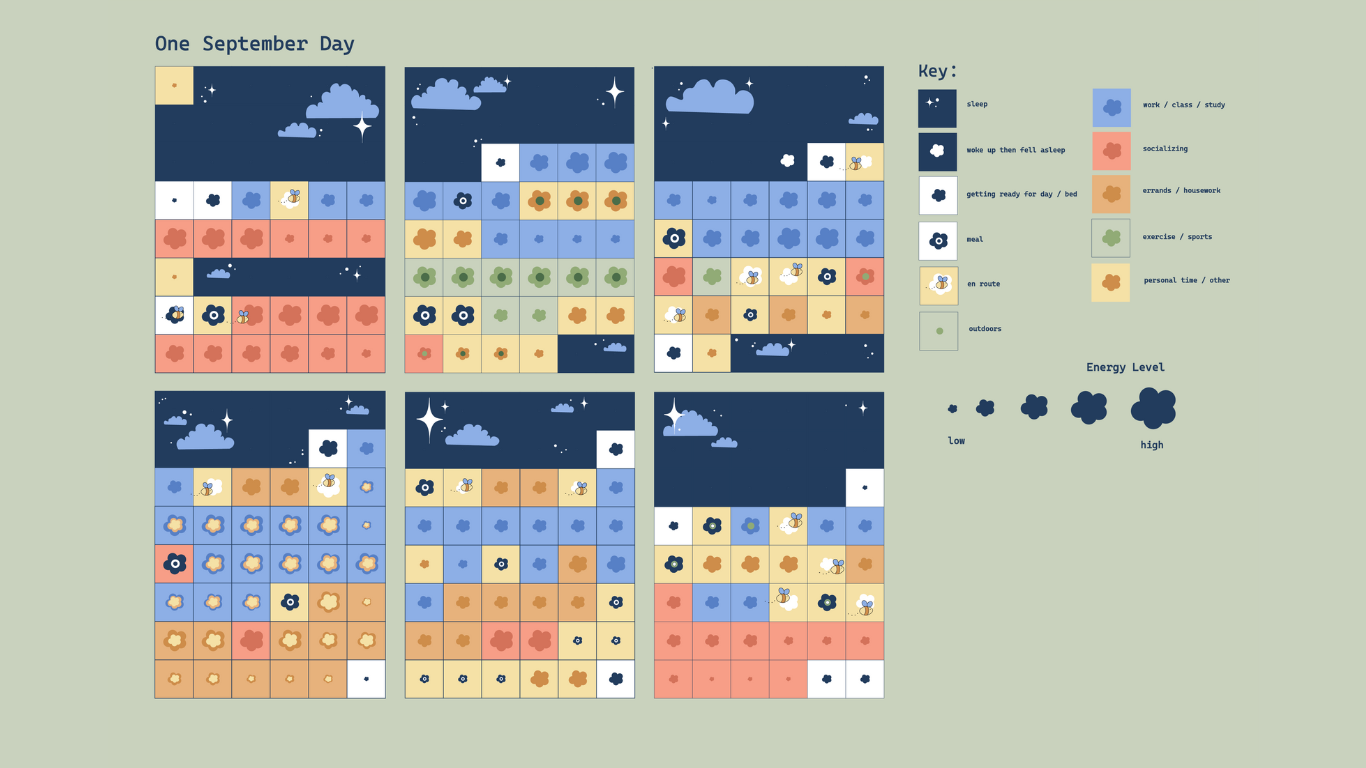 One September Day
Key:
sleep
woke up then fell asleep
getting ready for day / bed
meal
en route
outdoors
work / class / study
socializing
errands / housework
exercise / sports
personal time / other
Energy Level
low
high